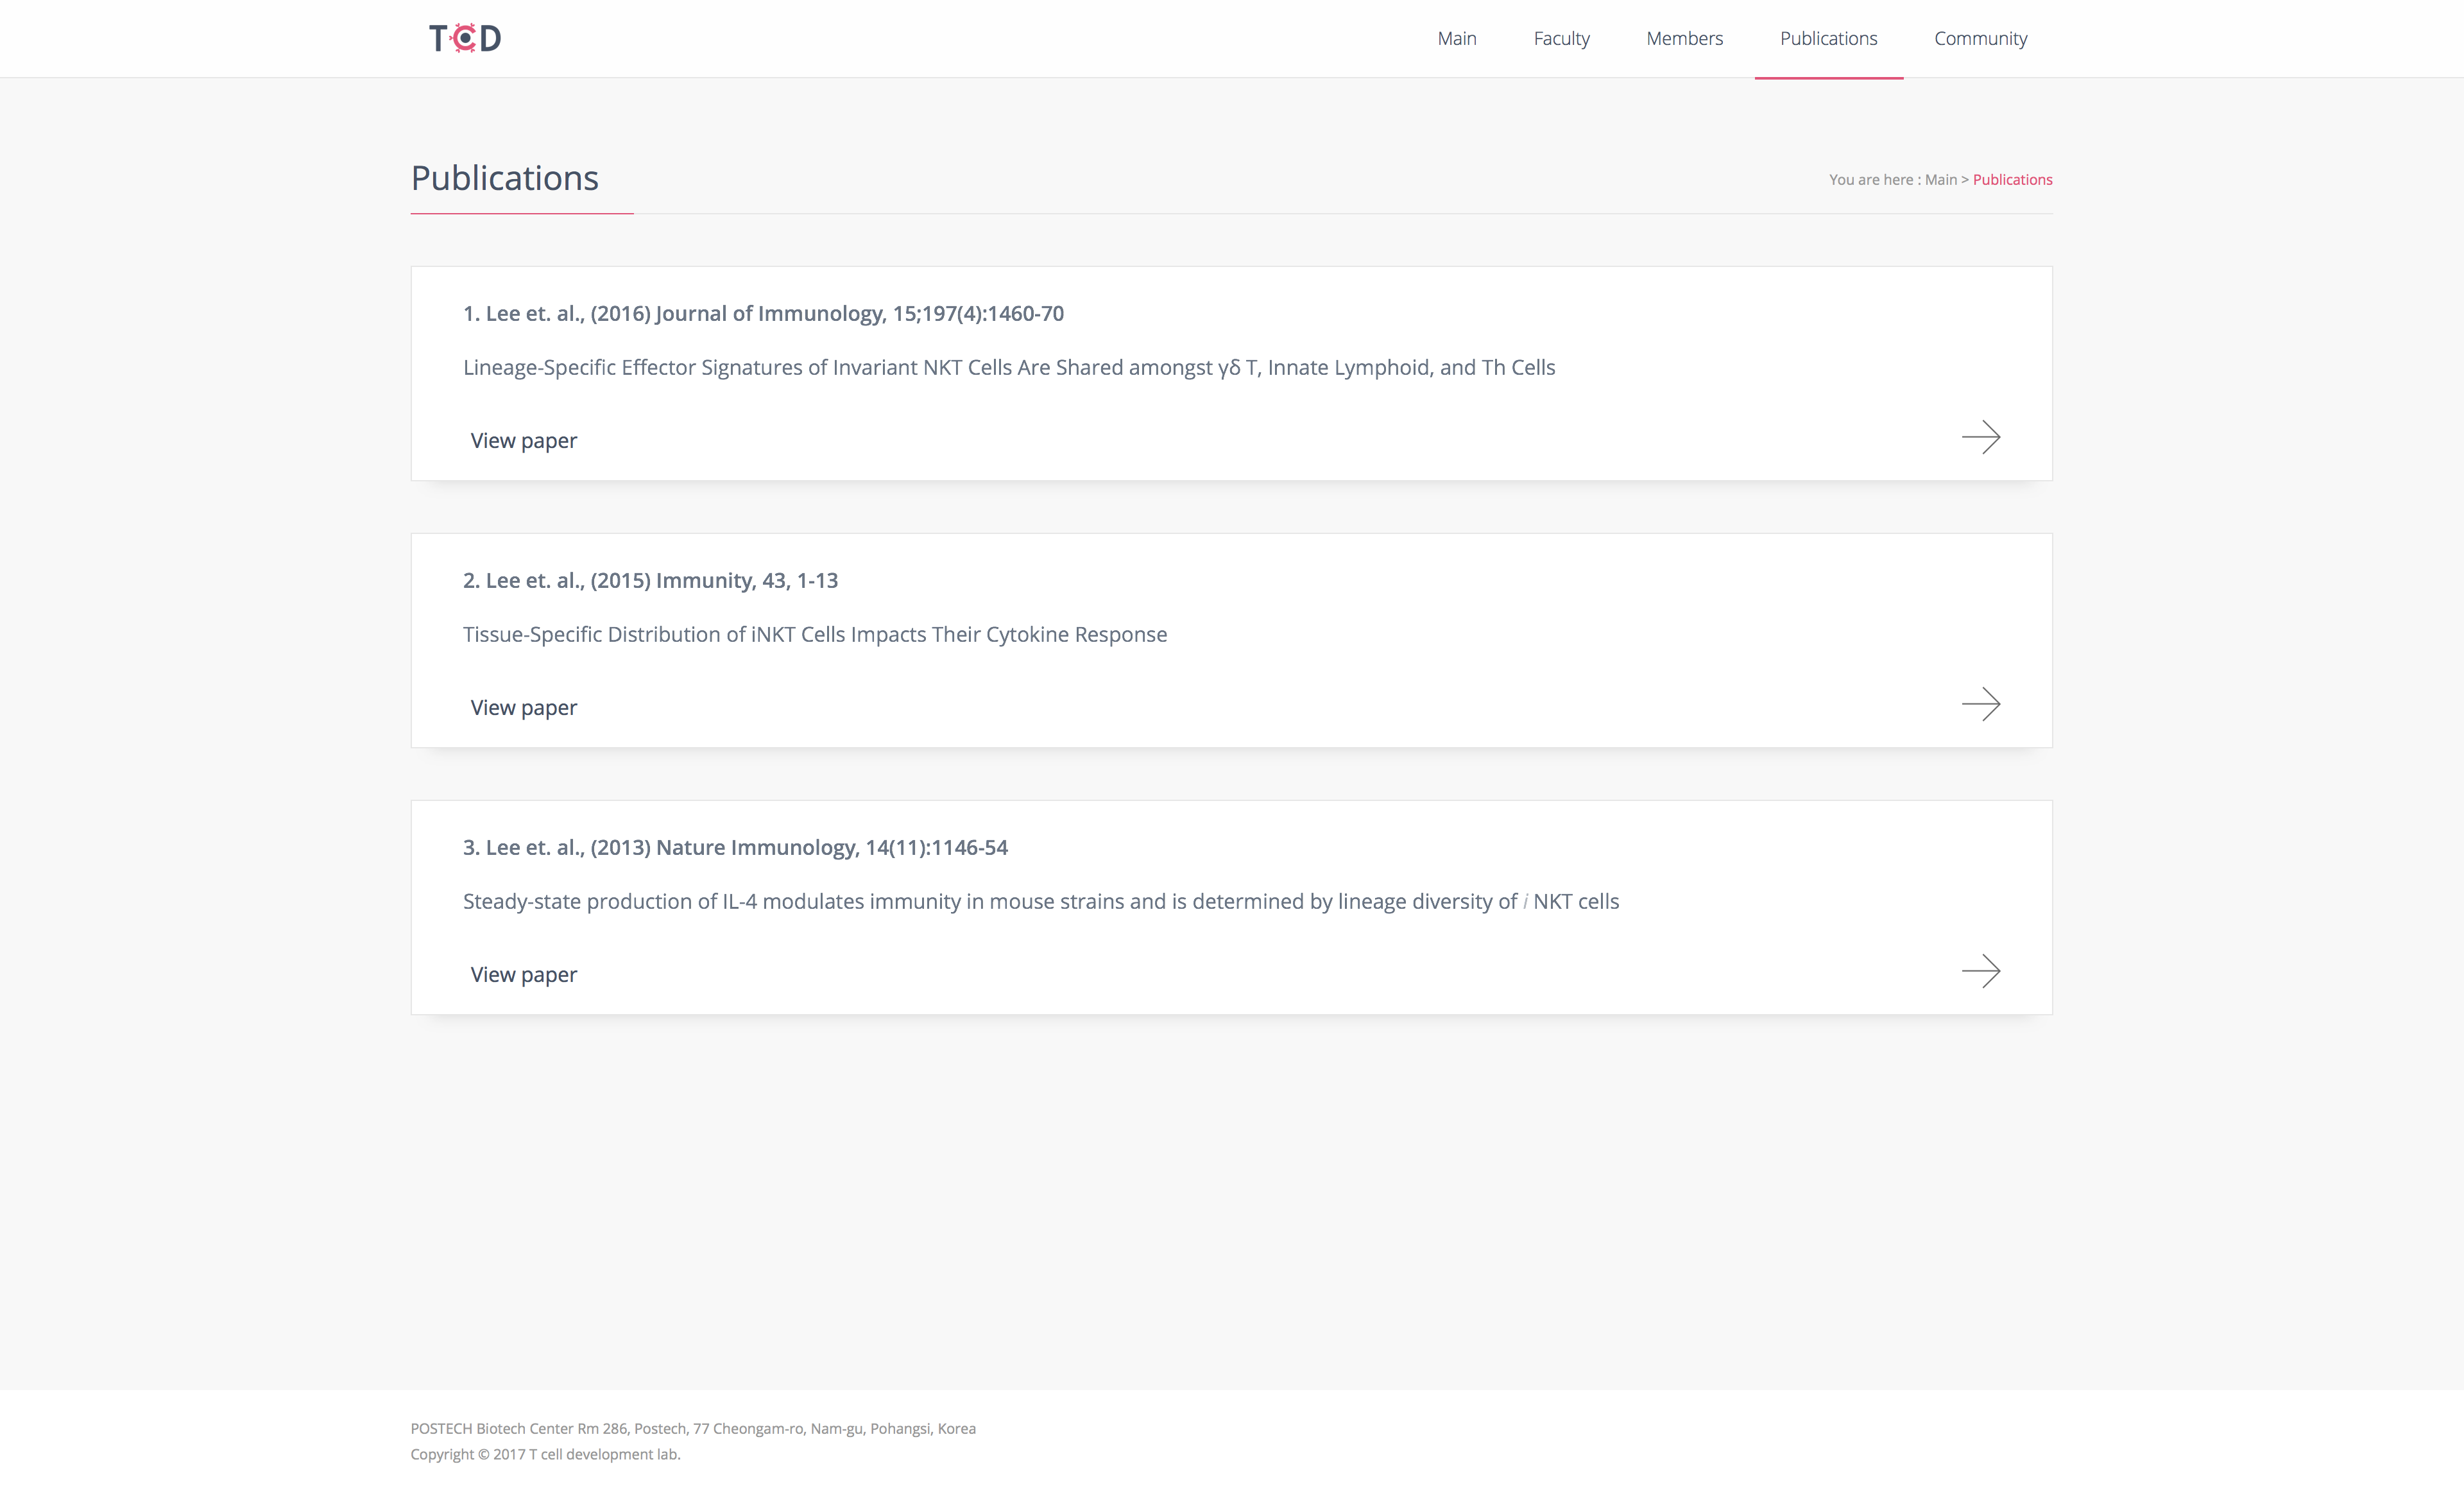 TCD
Main Faculty Members Publications Community
Publications
You are here : Main > Publications
1. Lee et. al., (2016) Journal of Immunology, 15;197(4):1460-70
Lineage-Specific Effector Signatures of Invariant NKT Cells Are Shared amongst γδ T, Innate Lymphoid, and Th Cells
View paper
2. Lee et. al., (2015) Immunity, 43, 1-13
Tissue-Specific Distribution of iNKT Cells Impacts Their Cytokine Response
View paper
3. Lee et. al., (2013) Nature Immunology, 14(11):1146-54
Steady-state production of IL-4 modulates immunity in mouse strains and is determined by lineage diversity of i NKT cells
View paper
POSTECH Biotech Center Rm 286, Postech, 77 Cheongam-ro, Nam-gu, Pohangsi, Korea
Copyright © 2017 T cell development lab.